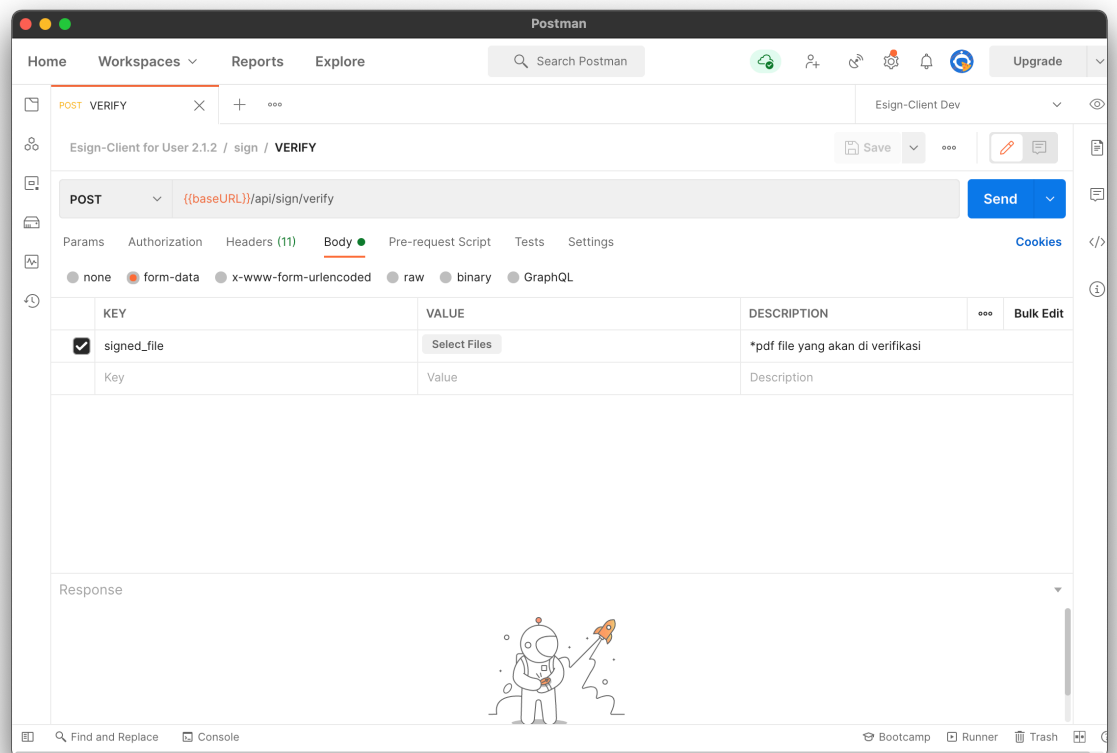 Postman
Home Workspaces Reports Explore Search Postman Upgrade
POST VERIFY Esign-Client Dev
Esign-Client for User 2.1.2 / sign / VERIFY Save
POST {{baseURL}}/api/sign/verify Send
Params Authorization Headers (11) Body Pre-request Script Tests Settings Cookies
none form-data x-www-form-urlencoded raw binary GraphQL
KEY VALUE DESCRIPTION Bulk Edit
signed_file Select Files *pdf file yang akan di verifikasi
Key Value Description
Response
Find and Replace Console Bootcamp Runner Trash